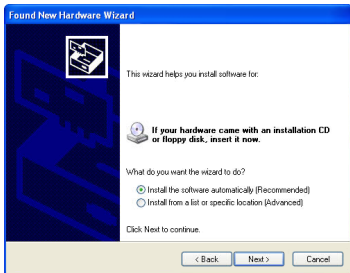 Found New Hardware Wizard
This wizard helps you install software for:
If your hardware came with an installation CD
or floppy disk, insert it now.
What do you want the wizard to do?
Install the software automatically (Recommended)
Install from a list or specific location (Advanced)
Click Next to continue.
< Back
Next >
Cancel